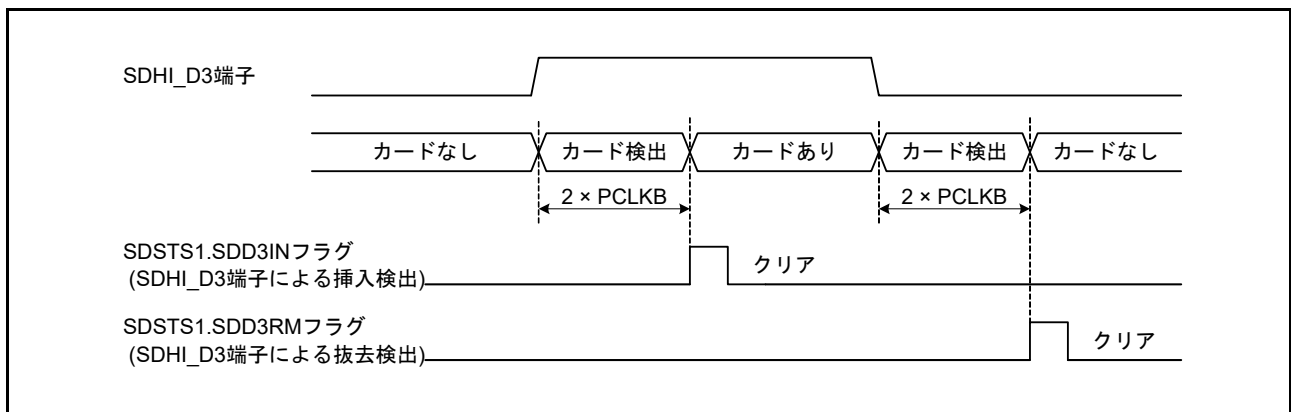 SDHI_D3端子
カードなし カード検出 カードあり カード検出 カードなし
2 × PCLKB 2 × PCLKB
SDSTS1.SDD3INフラグ
(SDHI_D3端子による挿入検出)
クリア
SDSTS1.SDD3RMフラグ
(SDHI_D3端子による抜去検出)
クリア